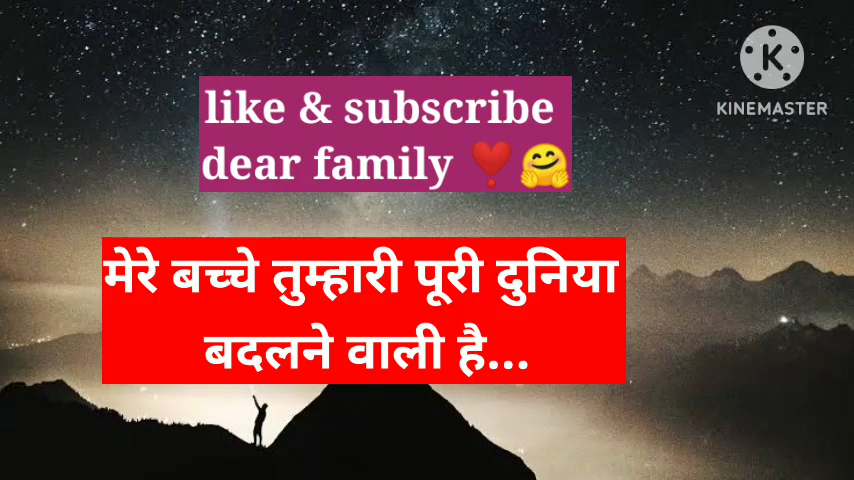 KINEMASTER
like & subscribe
dear family ❣️🤗
मेरे बच्चे तुम्हारी पूरी दुनिया
बदलने वाली है...